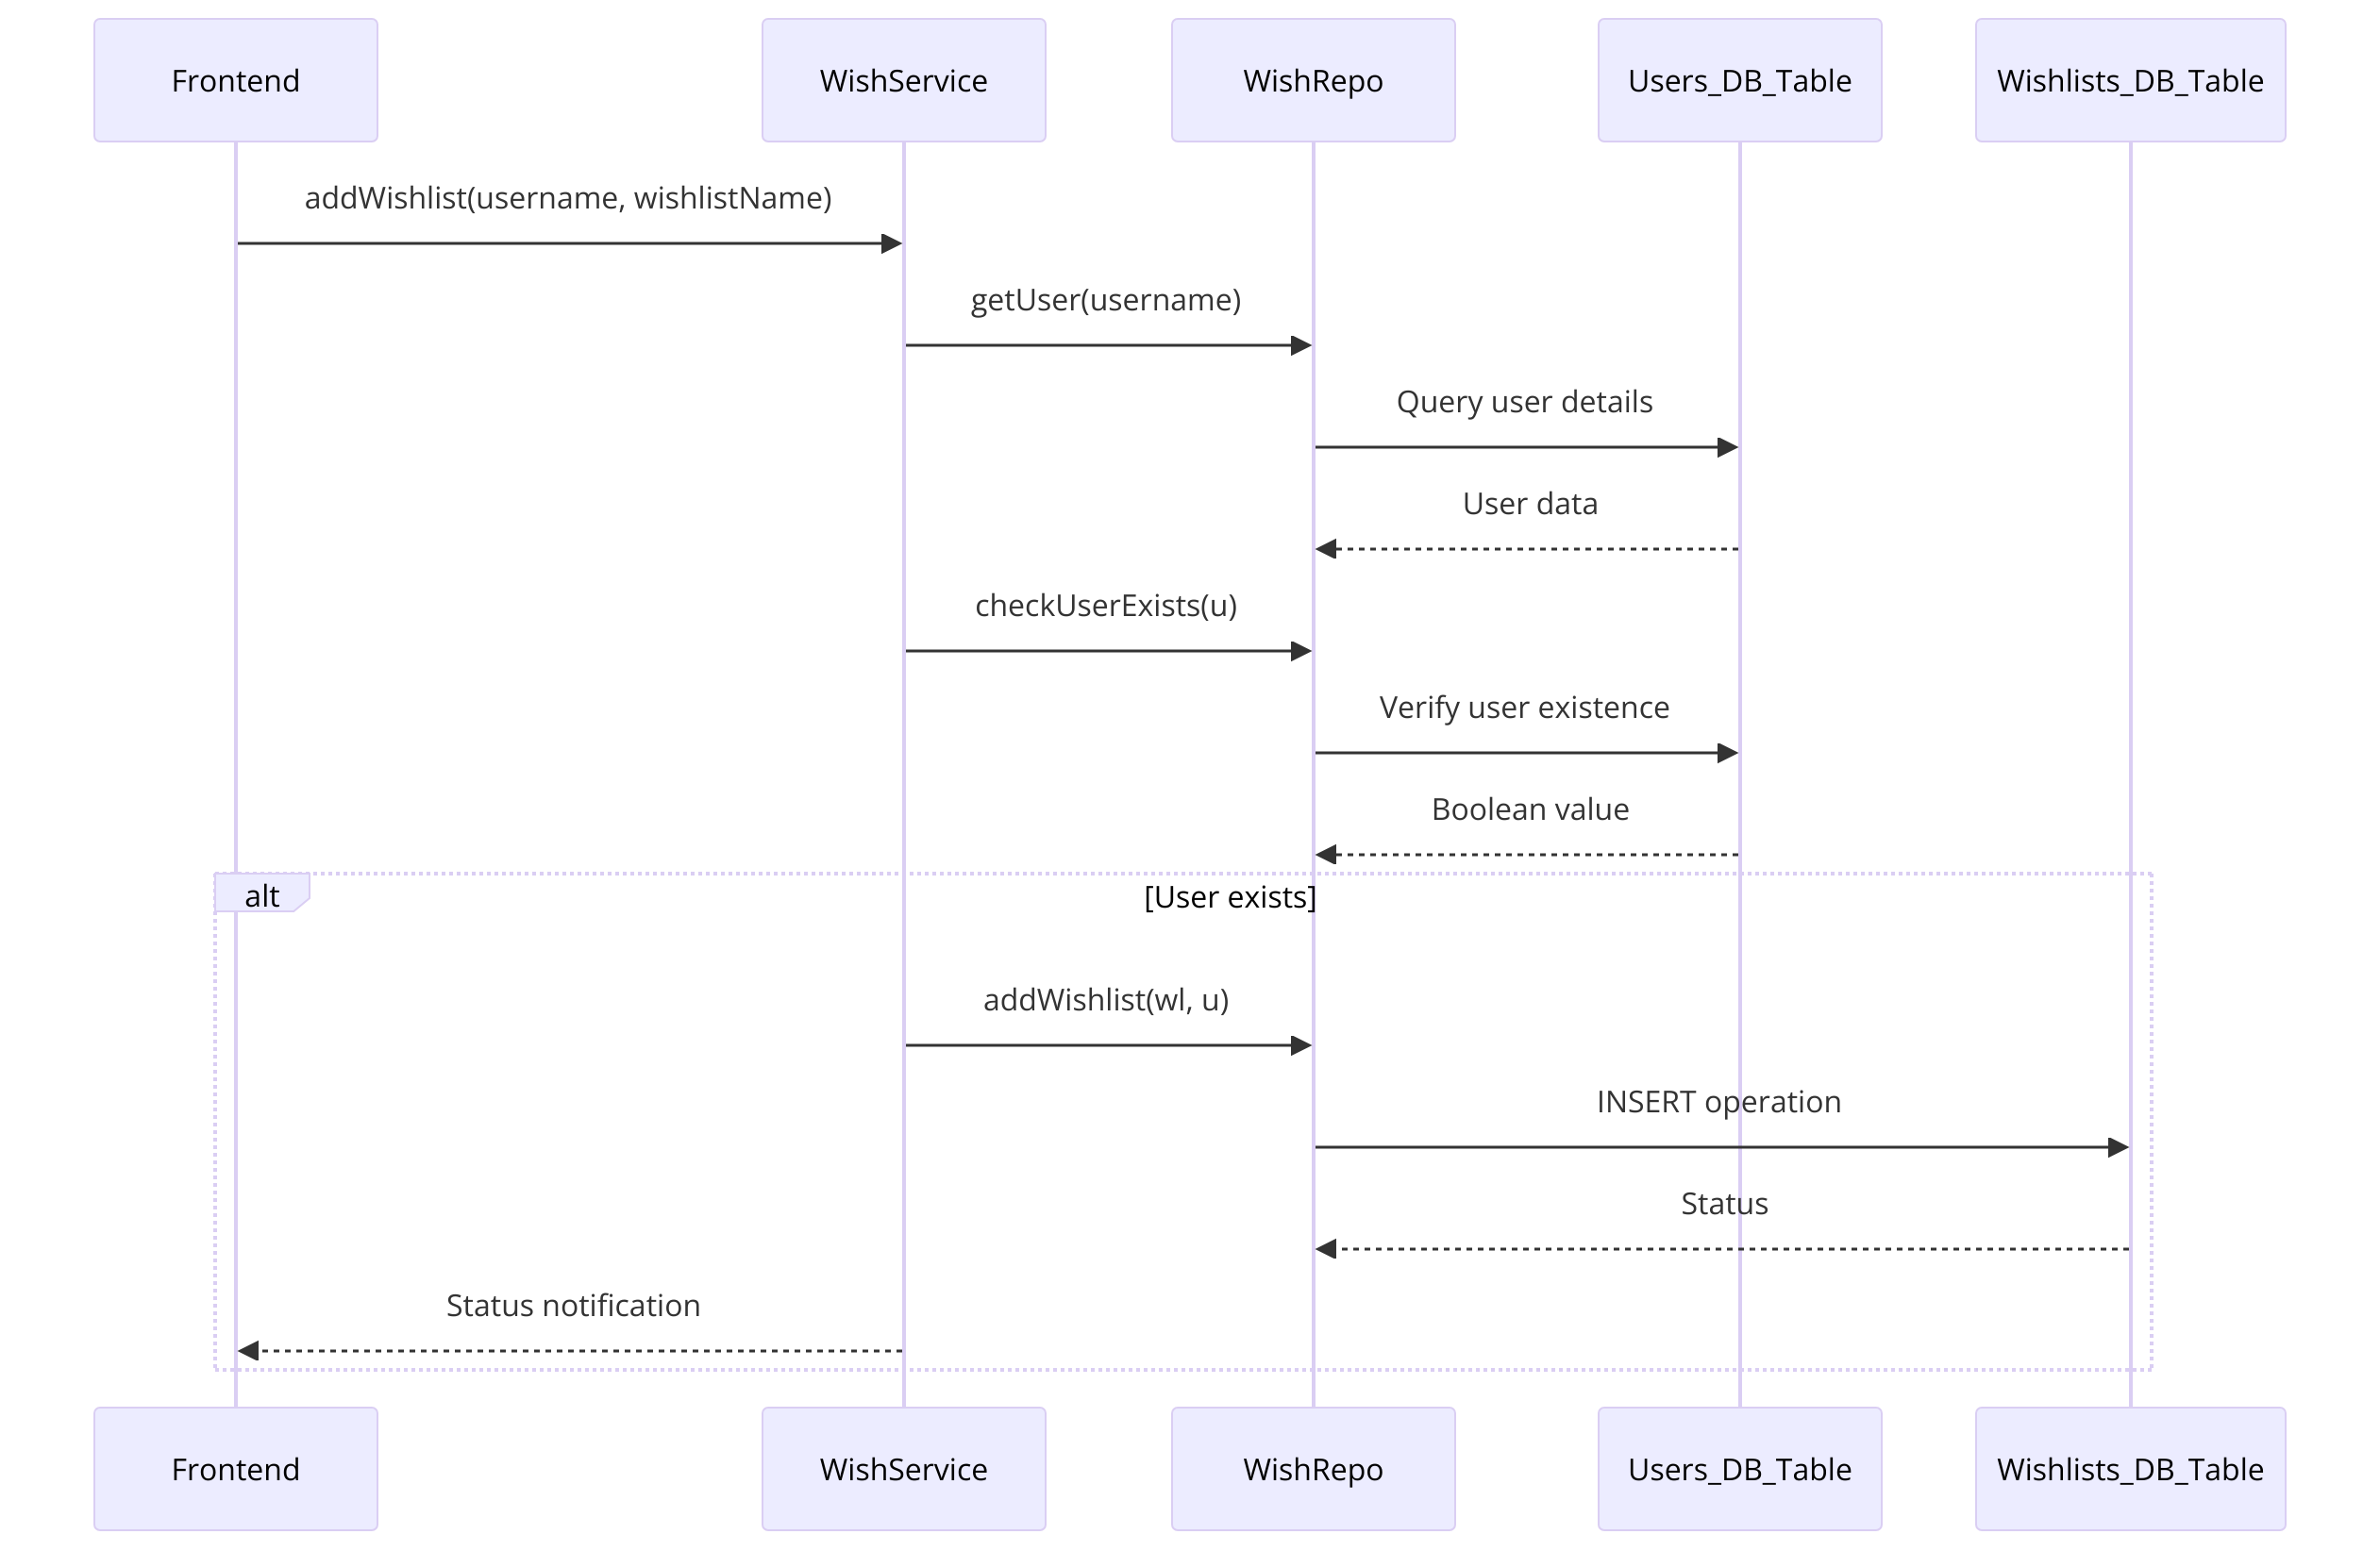 Frontend
WishService
WishRepo
Users_DB_Table
Wishlists_DB_Table
addWishlist(username, wishlistName)
getUser(username)
Query user details
User data
checkUserExists(u)
Verify user existence
Boolean value
alt
[User exists]
addWishlist(wl, u)
INSERT operation
Status
Status notification
Frontend
WishService
WishRepo
Users_DB_Table
Wishlists_DB_Table